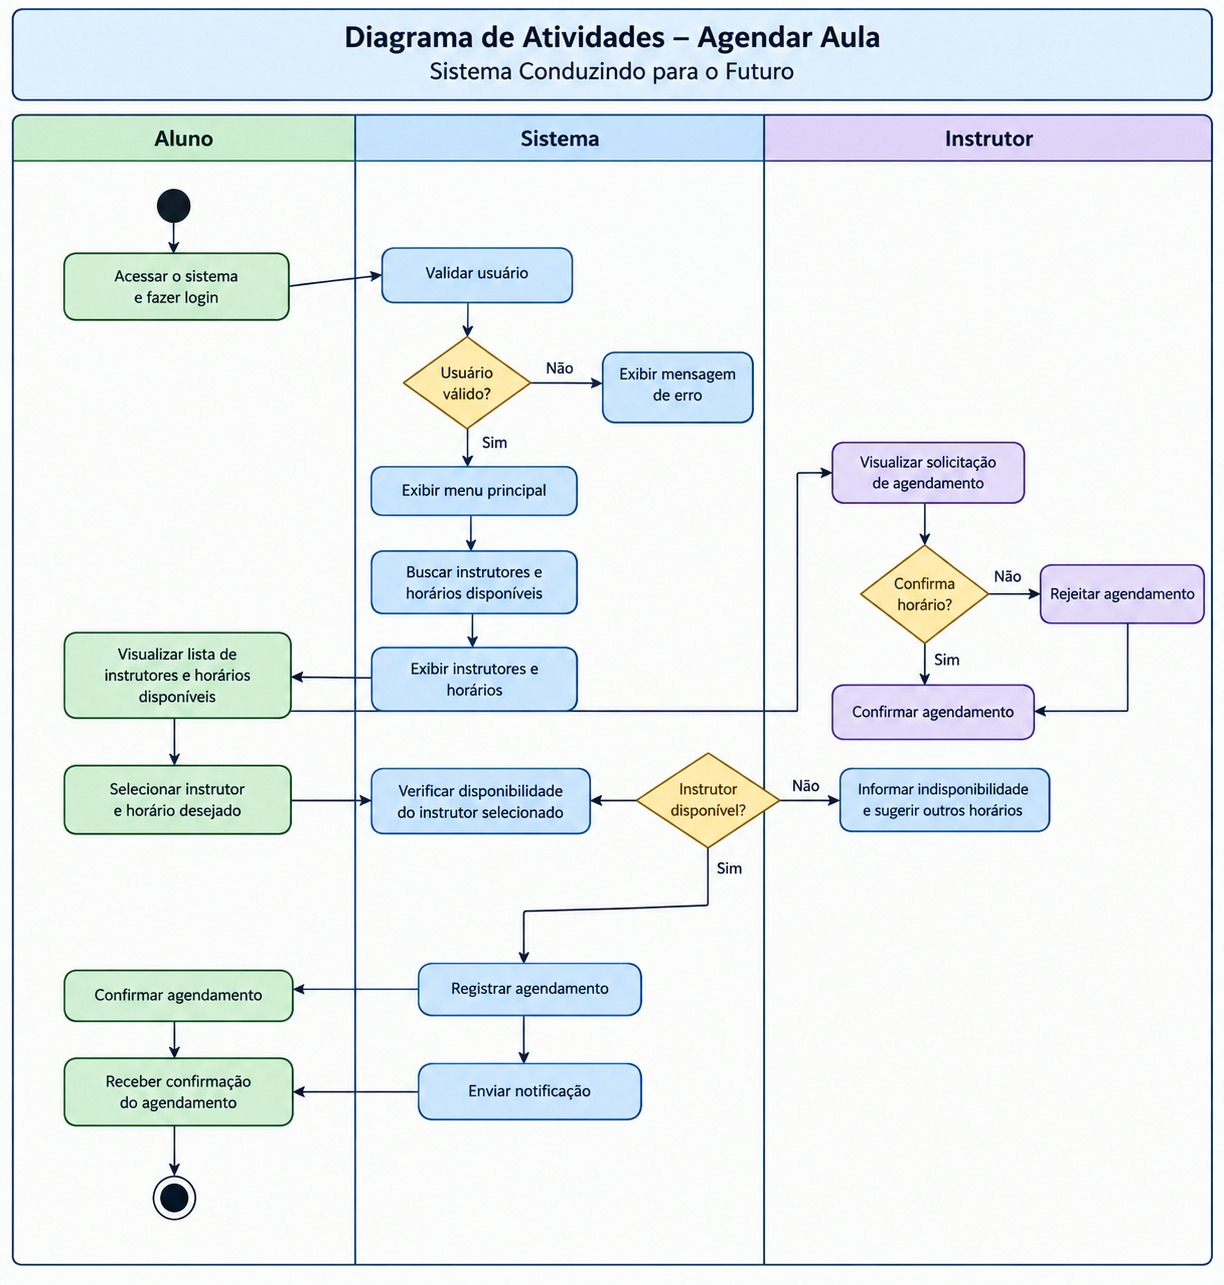 Diagrama de Atividades – Agendar Aula
Sistema Conduzindo para o Futuro
Aluno
Sistema
Instrutor
Acessar o sistema
e fazer login
Validar usuário
Usuário
válido?
Não
Exibir mensagem
de erro
Sim
Exibir menu principal
Visualizar solicitação
de agendamento
Buscar instrutores e
horários disponíveis
Confirma
horário?
Não
Rejeitar agendamento
Sim
Visualizar lista de
instrutores e horários
disponíveis
Exibir instrutores e
horários
Confirmar agendamento
Selecionar instrutor
e horário desejado
Verificar disponibilidade
do instrutor selecionado
Instrutor
disponível?
Não
Informar indisponibilidade
e sugerir outros horários
Sim
Confirmar agendamento
Registrar agendamento
Receber confirmação
do agendamento
Enviar notificação